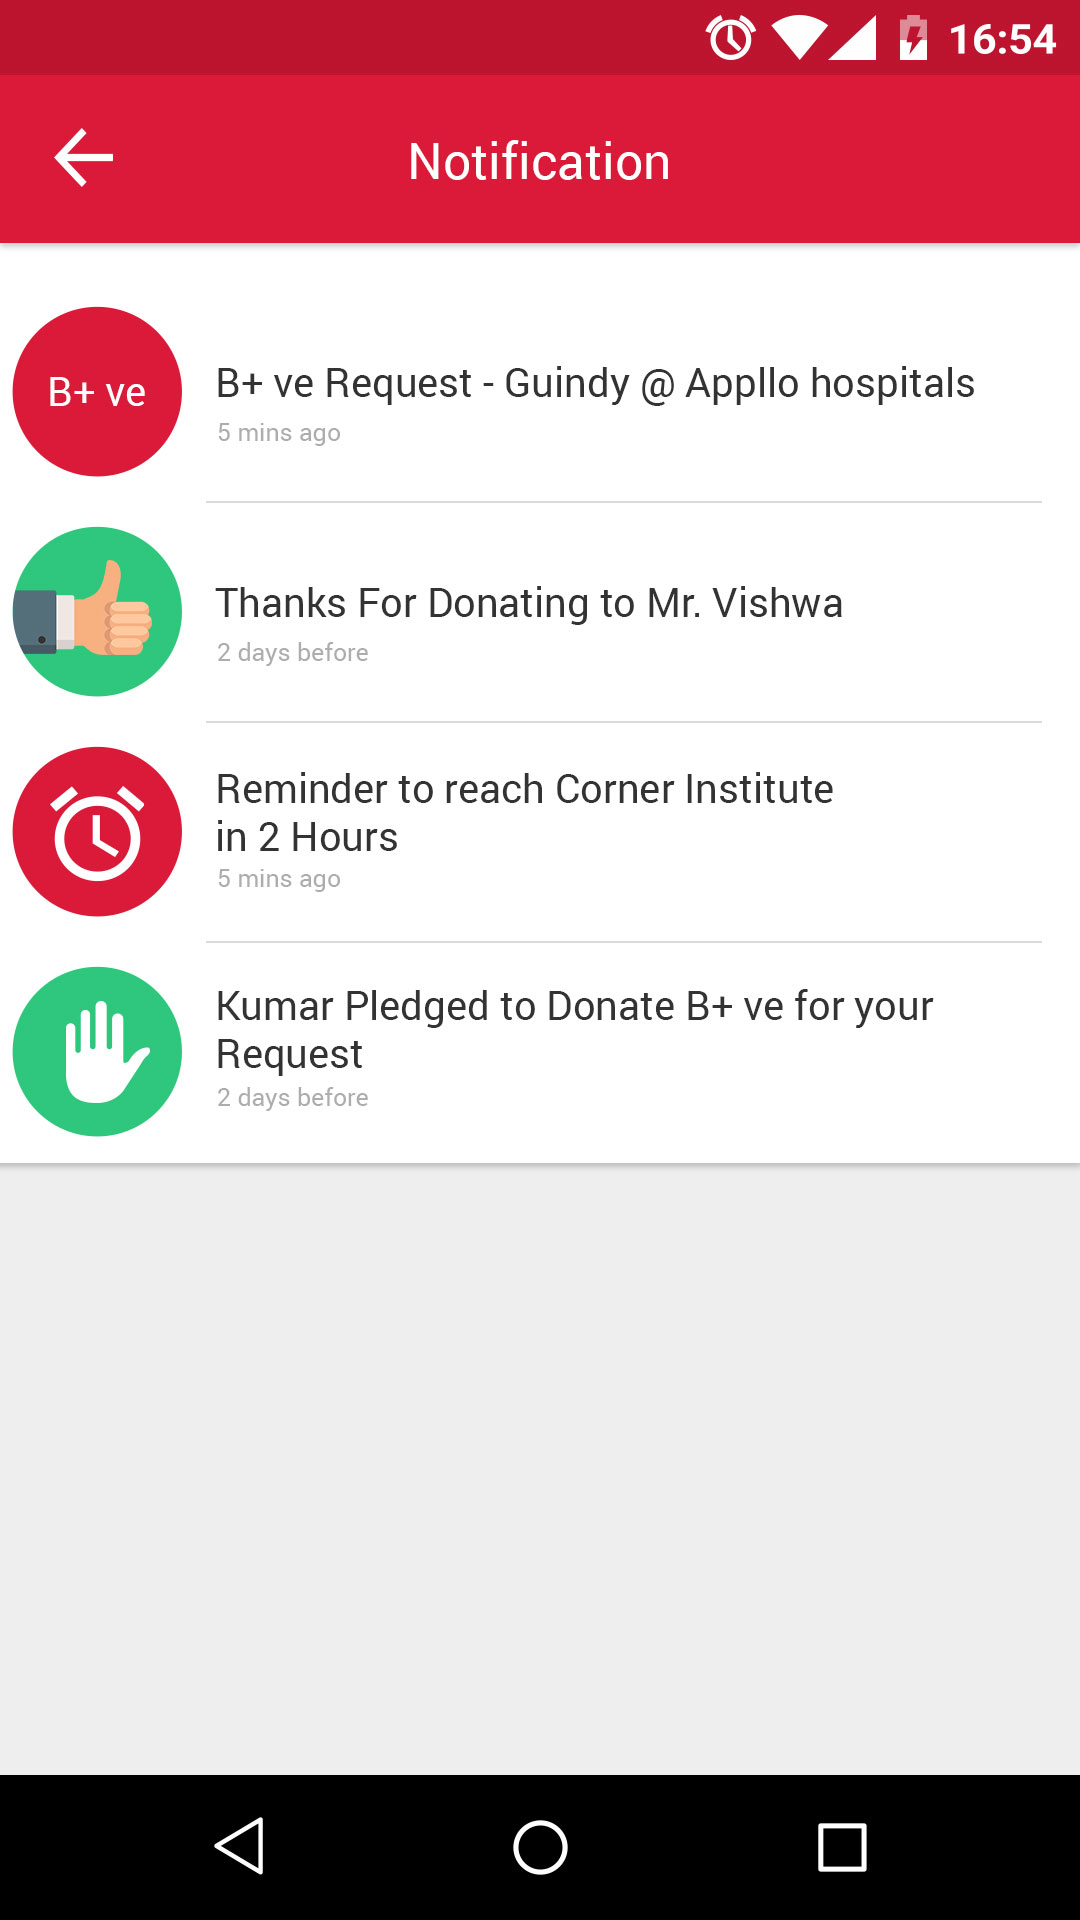 16:54
Notification
B+ ve
B+ ve Request - Guindy @ Appllo hospitals
5 mins ago
Thanks For Donating to Mr. Vishwa
2 days before
Reminder to reach Corner Institute
in 2 Hours
5 mins ago
Kumar Pledged to Donate B+ ve for your
Request
2 days before